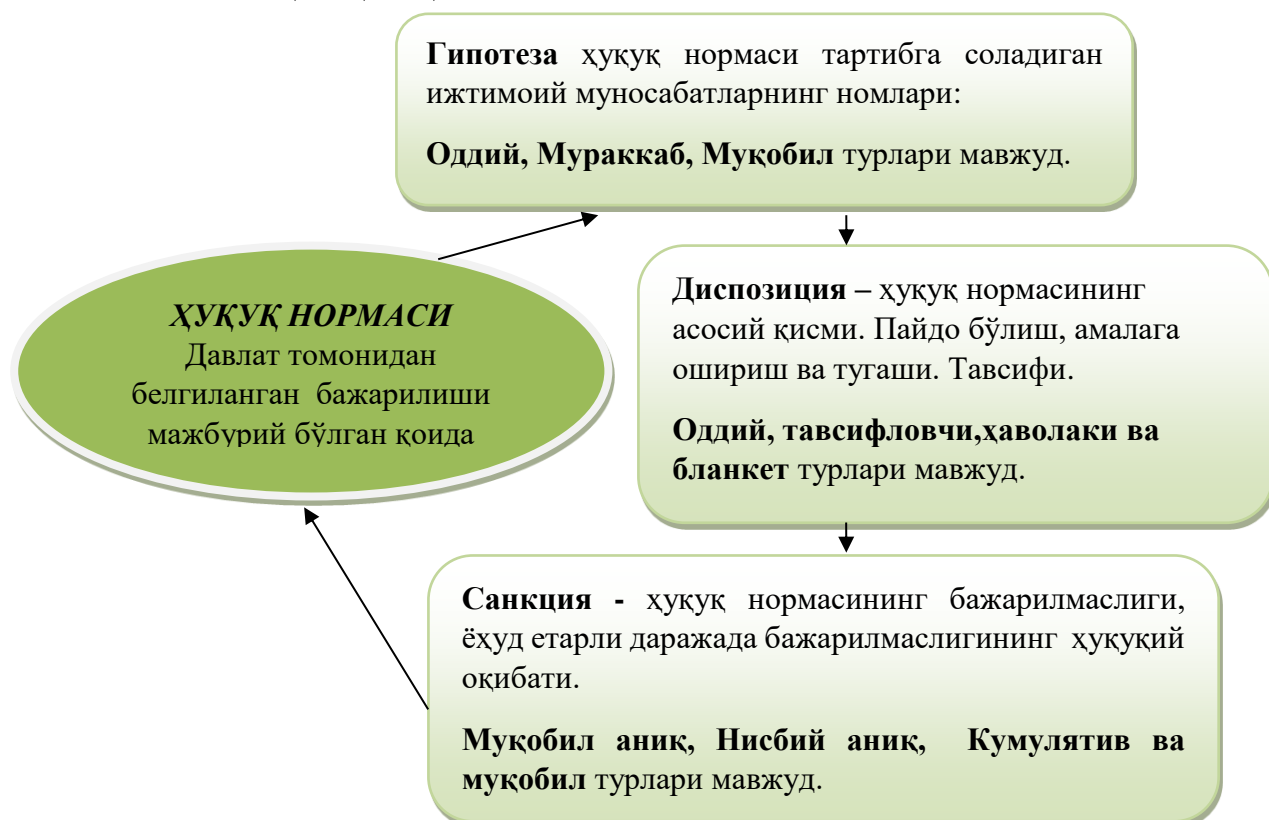 Гипотеза ҳуқуқ нормаси тартибга соладиган
ижтимоий муносабатларнинг номлари:
Оддий, Мураккаб, Муқобил турлари мавжуд.
ҲУҚУҚ НОРМАСИ
Давлат томонидан
белгиланган бажарилиши
мажбурий бўлган қоида
Диспозиция – ҳуқуқ нормасининг
асосий қисми. Пайдо бўлиш, амалага
ошириш ва тугаши. Тавсифи.
Оддий, тавсифловчи,ҳаволаки ва
бланкет турлари мавжуд.
Санкция - ҳуқуқ нормасининг бажарилмаслиги,
ёҳуд етарли даражада бажарилмаслигининг ҳуқуқий
оқибати.
Муқобил аниқ, Нисбий аниқ, Кумулятив ва
муқобил турлари мавжуд.